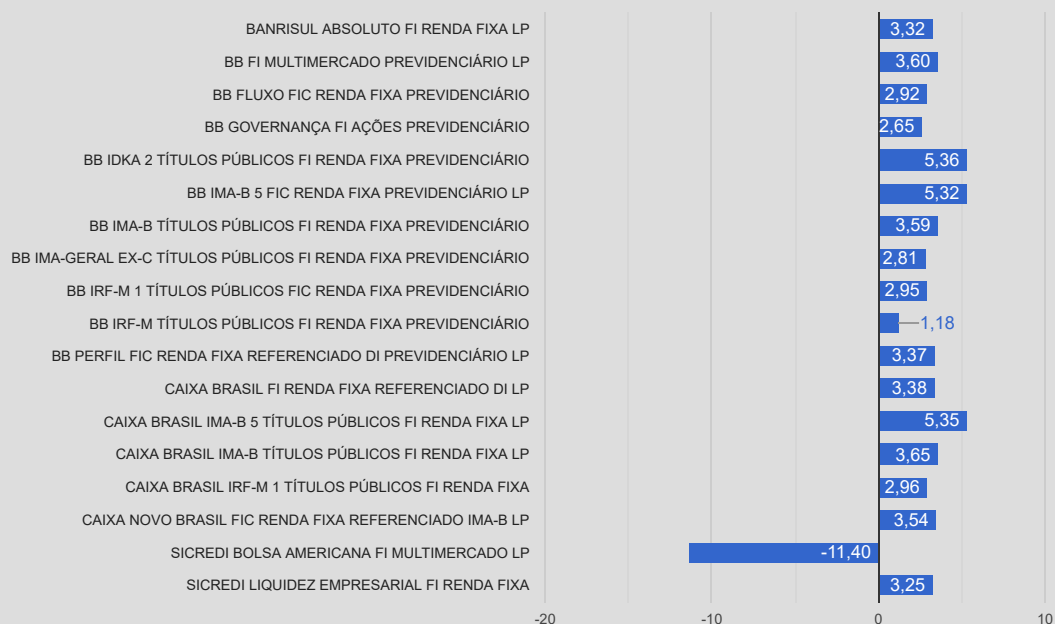 BANRISUL ABSOLUTO FI RENDA FIXA LP 3,32
BB FI MULTIMERCADO PREVIDENCIÁRIO LP 3,60
BB FLUXO FIC RENDA FIXA PREVIDENCIÁRIO 2,92
BB GOVERNANÇA FI AÇÕES PREVIDENCIÁRIO 2,65
BB IDKA 2 TÍTULOS PÚBLICOS FI RENDA FIXA PREVIDENCIÁRIO 5,36
BB IMA-B 5 FIC RENDA FIXA PREVIDENCIÁRIO LP 5,32
BB IMA-B TÍTULOS PÚBLICOS FI RENDA FIXA PREVIDENCIÁRIO 3,59
BB IMA-GERAL EX-C TÍTULOS PÚBLICOS FI RENDA FIXA PREVIDENCIÁRIO 2,81
BB IRF-M 1 TÍTULOS PÚBLICOS FIC RENDA FIXA PREVIDENCIÁRIO 2,95
BB IRF-M TÍTULOS PÚBLICOS FI RENDA FIXA PREVIDENCIÁRIO 1,18
BB PERFIL FIC RENDA FIXA REFERENCIADO DI PREVIDENCIÁRIO LP 3,37
CAIXA BRASIL FI RENDA FIXA REFERENCIADO DI LP 3,38
CAIXA BRASIL IMA-B 5 TÍTULOS PÚBLICOS FI RENDA FIXA LP 5,35
CAIXA BRASIL IMA-B TÍTULOS PÚBLICOS FI RENDA FIXA LP 3,65
CAIXA BRASIL IRF-M 1 TÍTULOS PÚBLICOS FI RENDA FIXA 2,96
CAIXA NOVO BRASIL FIC RENDA FIXA REFERENCIADO IMA-B LP 3,54
SICREDI BOLSA AMERICANA FI MULTIMERCADO LP -11,40
SICREDI LIQUIDEZ EMPRESARIAL FI RENDA FIXA 3,25
-20 -10 0 10